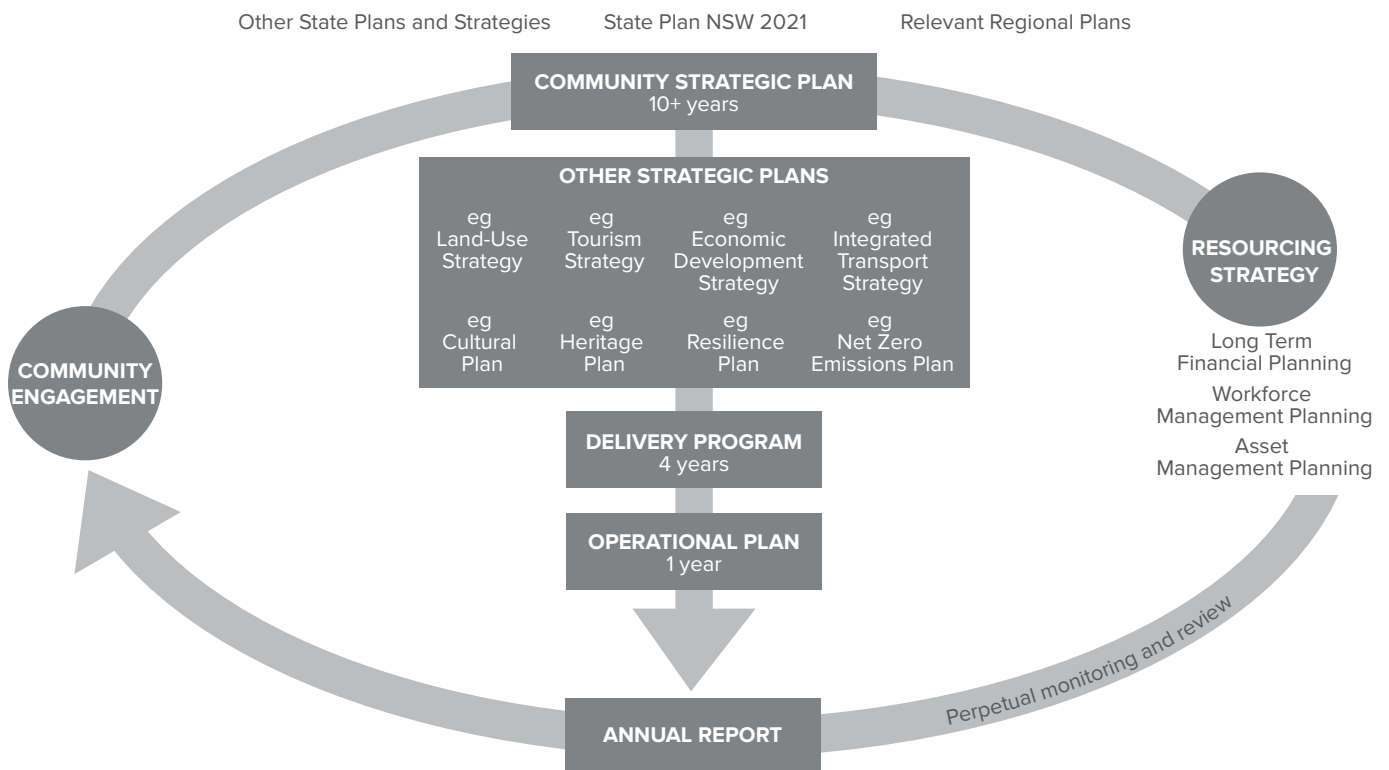 Other State Plans and Strategies
State Plan NSW 2021
Relevant Regional Plans
COMMUNITY STRATEGIC PLAN
10+ years
OTHER STRATEGIC PLANS
eg
Land-Use
Strategy
eg
Tourism
Strategy
eg
Economic
Development
Strategy
eg
Integrated
Transport
Strategy
eg
Cultural
Plan
eg
Heritage
Plan
eg
Resilience
Plan
eg
Net Zero
Emissions Plan
RESOURCING
STRATEGY
Long Term
Financial Planning
Workforce
Management Planning
Asset
Management Planning
COMMUNITY
ENGAGEMENT
DELIVERY PROGRAM
4 years
OPERATIONAL PLAN
1 year
Perpetual monitoring and review
ANNUAL REPORT